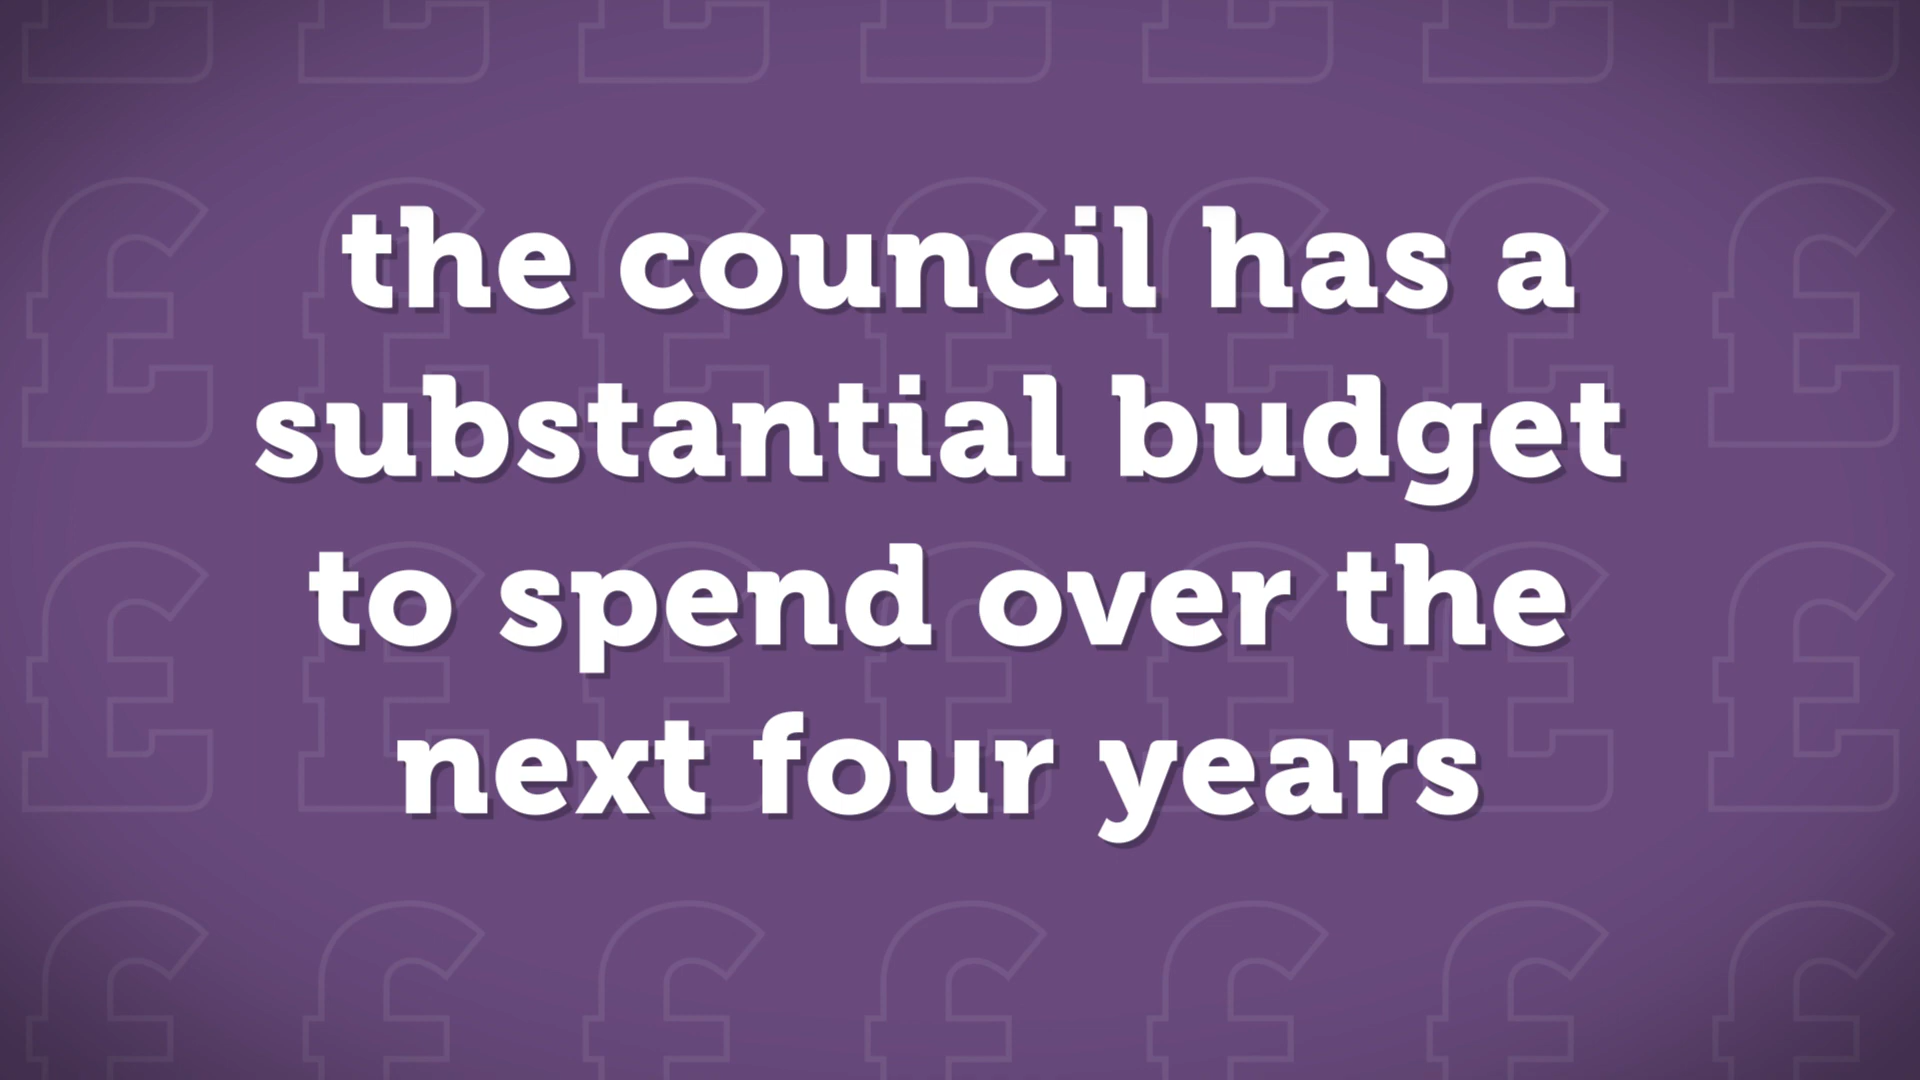 the council has a
substantial budget
to spend over the
next four years